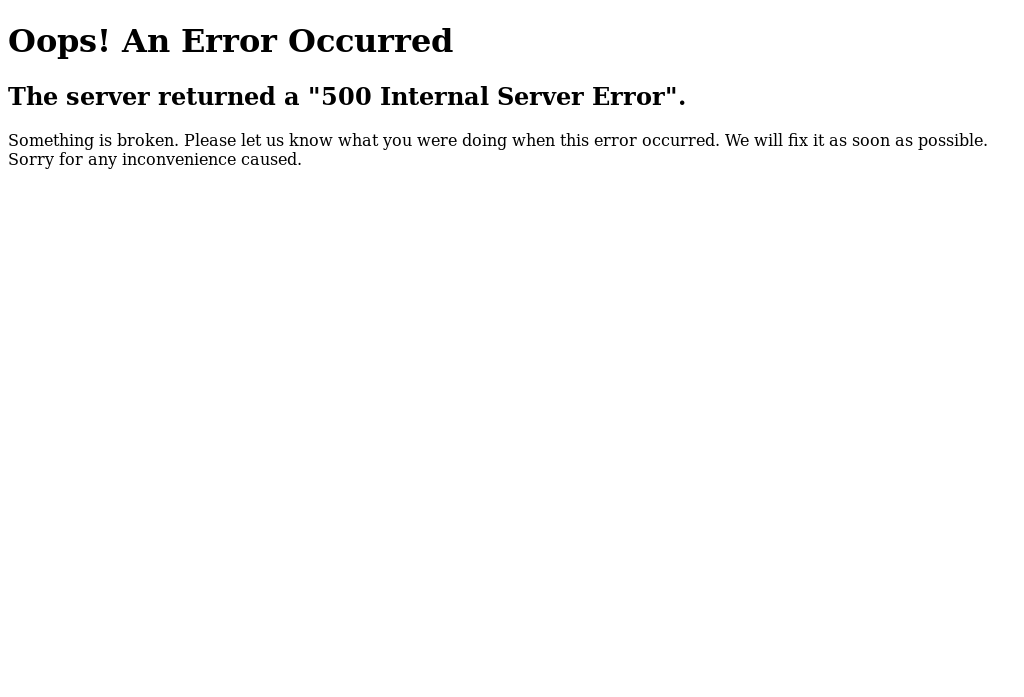 Oops! An Error Occurred
The server returned a "500 Internal Server Error".
Something is broken. Please let us know what you were doing when this error occurred. We will fix it as soon as possible.
Sorry for any inconvenience caused.